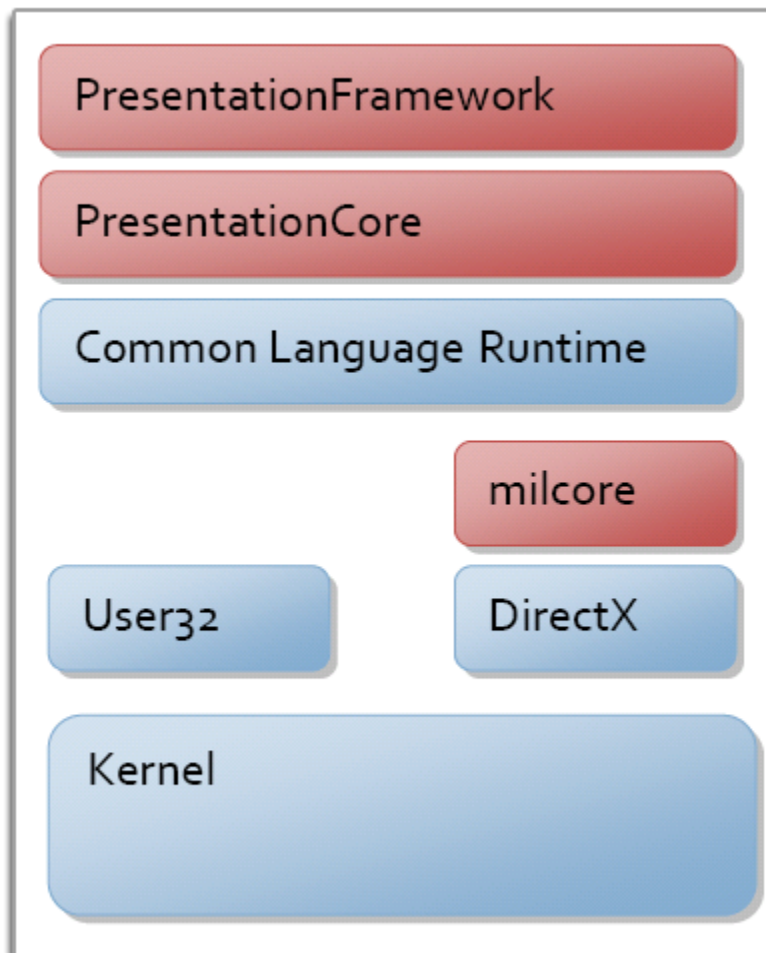 PresentationFramework
PresentationCore
Common Language Runtime
milcore
User32
DirectX
Kernel